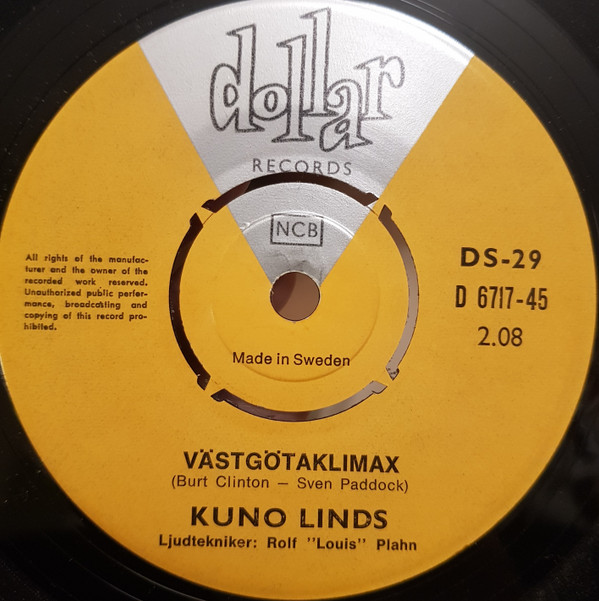 dollar
RECORDS
NCB
All rights of the manufac-
turer and the owner of the
recorded work reserved.
Unauthorized public perfor-
mance, broadcasting and
copying of this record pro-
hibited.
DS-29
D 6717-45
2.08
Made in Sweden
VÄSTGÖTAKLIMAX
(Burt Clinton – Sven Paddock)
KUNO LINDS
Ljudtekniker: Rolf "Louis" Plahn